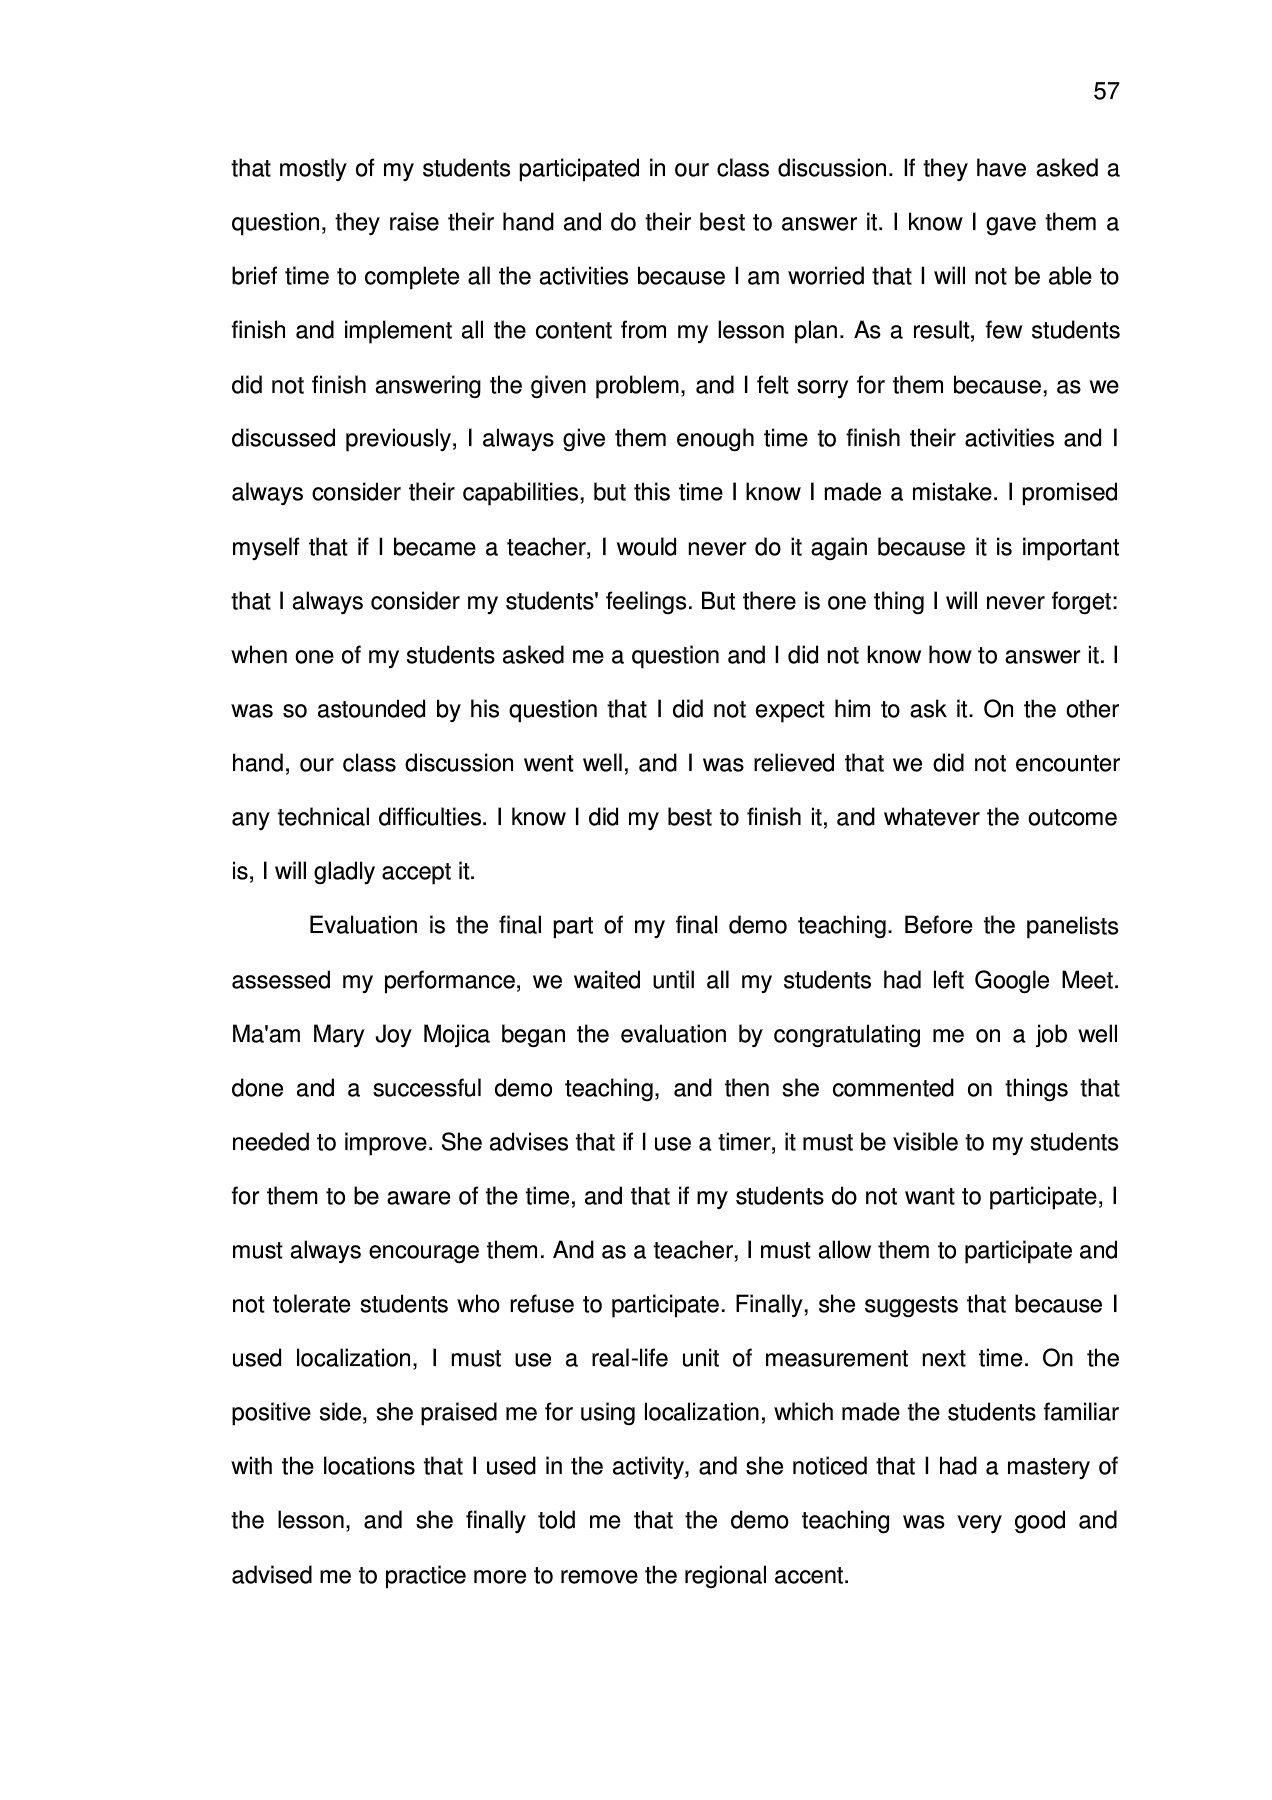 57
that mostly of my students participated in our class discussion. If they have asked a
question, they raise their hand and do their best to answer it. I know I gave them a
brief time to complete all the activities because I am worried that I will not be able to
finish and implement all the content from my lesson plan. As a result, few students
did not finish answering the given problem, and I felt sorry for them because, as we
discussed previously, I always give them enough time to finish their activities and I
always consider their capabilities, but this time I know I made a mistake. I promised
myself that if I became a teacher, I would never do it again because it is important
that I always consider my students' feelings. But there is one thing I will never forget:
when one of my students asked me a question and I did not know how to answer it. I
was so astounded by his question that I did not expect him to ask it. On the other
hand, our class discussion went well, and I was relieved that we did not encounter
any technical difficulties. I know I did my best to finish it, and whatever the outcome
is, I will gladly accept it.
Evaluation is the final part of my final demo teaching. Before the panelists
assessed my performance, we waited until all my students had left Google Meet.
Ma'am Mary Joy Mojica began the evaluation by congratulating me on a job well
done and a successful demo teaching, and then she commented on things that
needed to improve. She advises that if I use a timer, it must be visible to my students
for them to be aware of the time, and that if my students do not want to participate, I
must always encourage them. And as a teacher, I must allow them to participate and
not tolerate students who refuse to participate. Finally, she suggests that because I
used localization, I must use a real-life unit of measurement next time. On the
positive side, she praised me for using localization, which made the students familiar
with the locations that I used in the activity, and she noticed that I had a mastery of
the lesson, and she finally told me that the demo teaching was very good and
advised me to practice more to remove the regional accent.